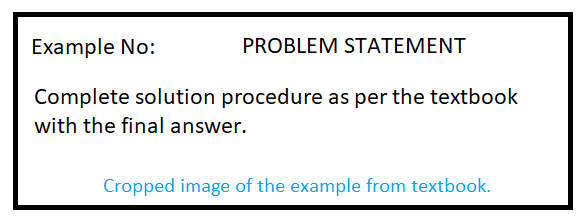 Example No: PROBLEM STATEMENT
Complete solution procedure as per the textbook
with the final answer.
Cropped image of the example from textbook.